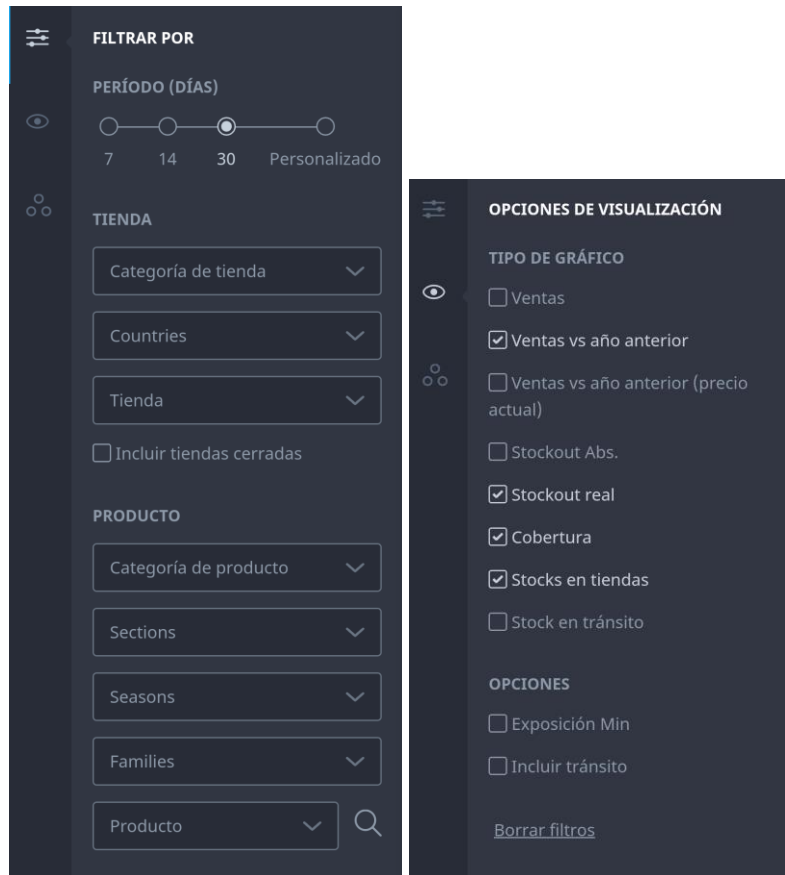 FILTRAR POR
PERÍODO (DÍAS)
7 14 30 Personalizado
TIENDA
Categoría de tienda
Countries
Tienda
Incluir tiendas cerradas
PRODUCTO
Categoría de producto
Sections
Seasons
Families
Producto
OPCIONES DE VISUALIZACIÓN
TIPO DE GRÁFICO
Ventas
Ventas vs año anterior
Ventas vs año anterior (precio
actual)
Stockout Abs.
Stockout real
Cobertura
Stocks en tiendas
Stock en tránsito
OPCIONES
Exposición Min
Incluir tránsito
Borrar filtros